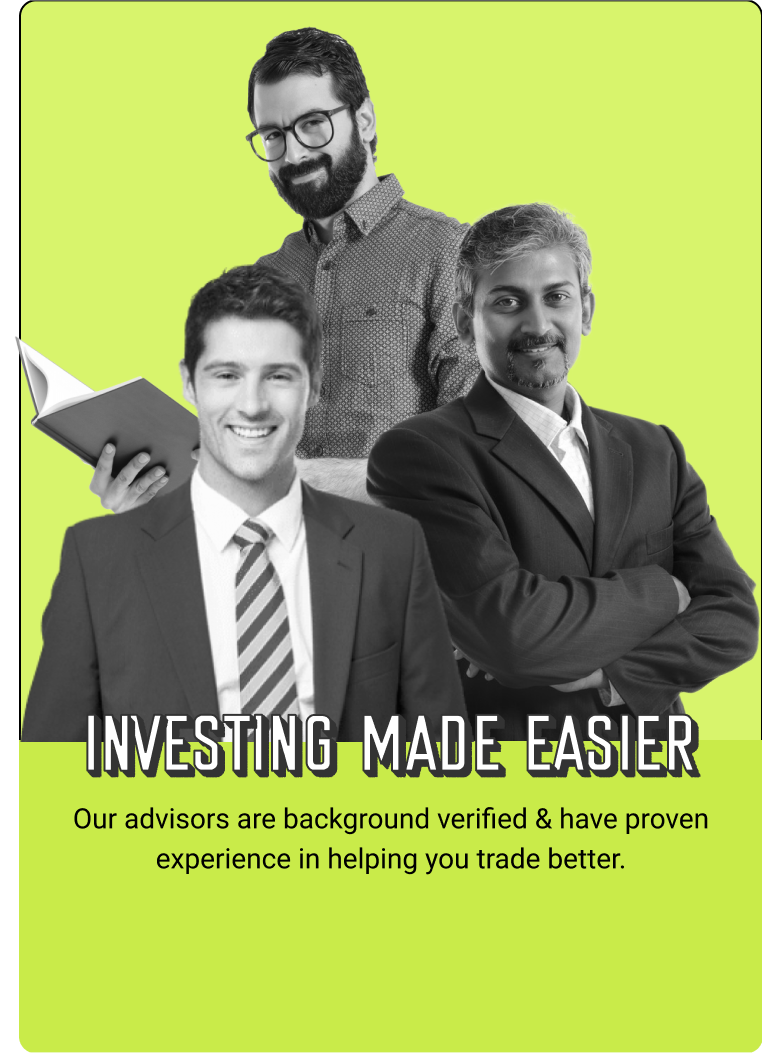 INVESTING MADE EASIER
Our advisors are background verified & have proven
experience in helping you trade better.